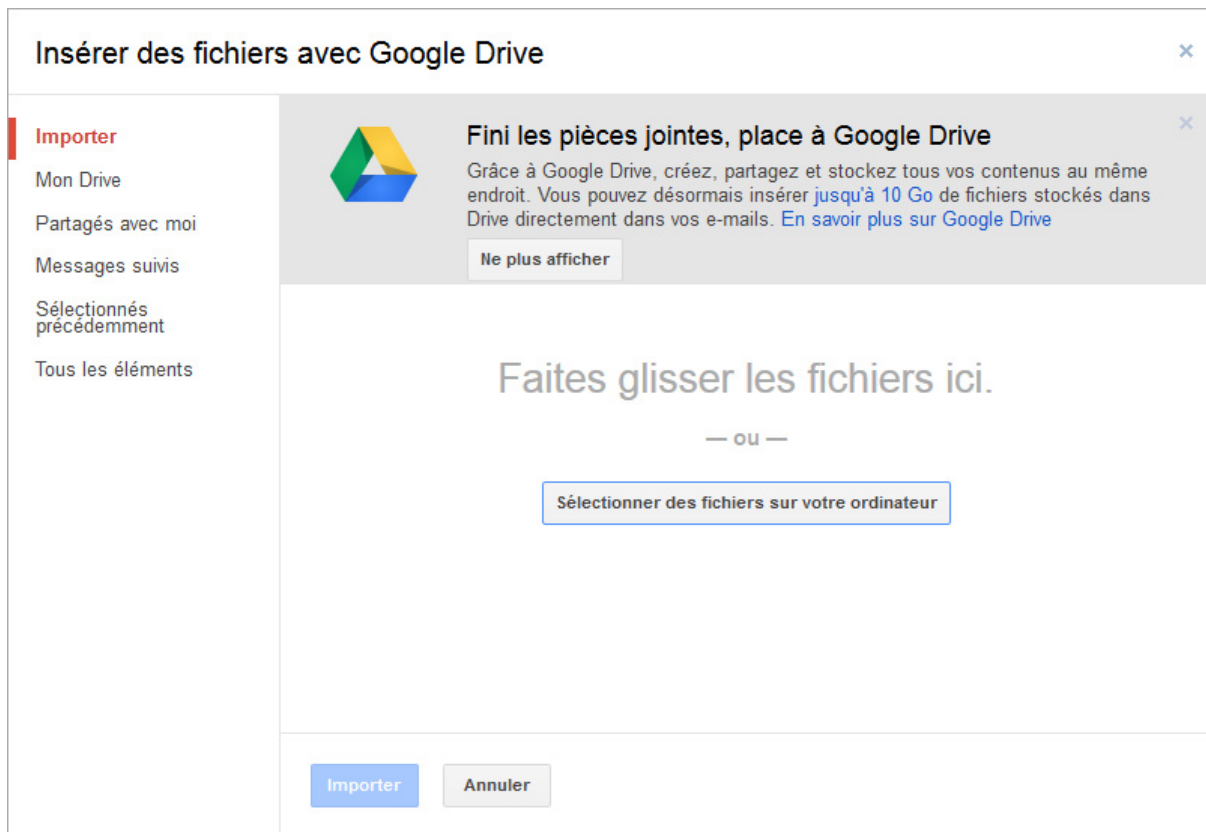 Insérer des fichiers avec Google Drive
×
Importer
Mon Drive
Partagés avec moi
Messages suivis
Sélectionnés
précédemment
Tous les éléments
×
Fini les pièces jointes, place à Google Drive
Grâce à Google Drive, créez, partagez et stockez tous vos contenus au même
endroit. Vous pouvez désormais insérer jusqu'à 10 Go de fichiers stockés dans
Drive directement dans vos e-mails. En savoir plus sur Google Drive
Ne plus afficher
Faites glisser les fichiers ici.
— ou —
Sélectionner des fichiers sur votre ordinateur
Importer
Annuler